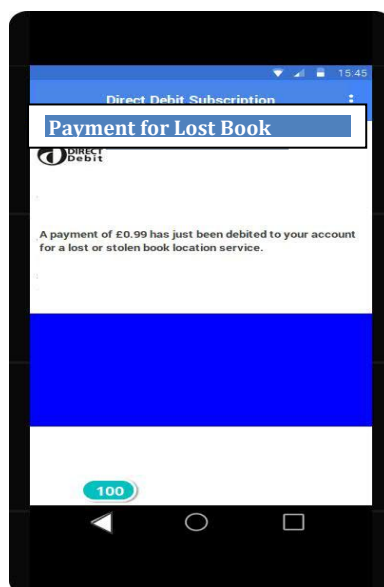 15:45
Direct Debit Subscription
Payment for Lost Book
DIRECT
Debit
A payment of £0.99 has just been debited to your account
for a lost or stolen book location service.
100